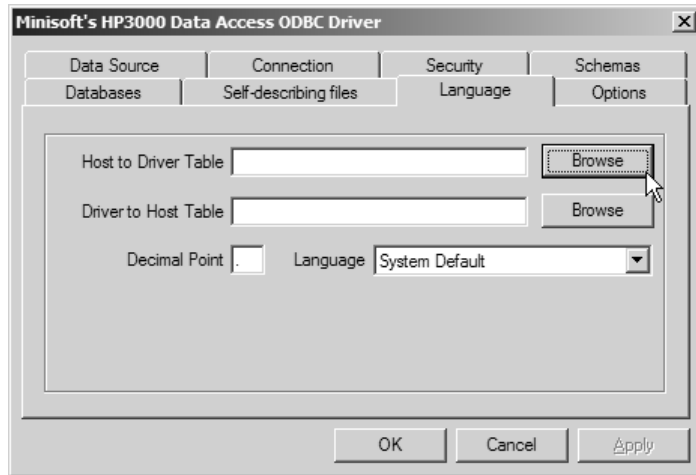 Minisoft's HP3000 Data Access ODBC Driver
Data Source Connection Security Schemas
Databases Self-describing files Language Options
Host to Driver Table Browse
Driver to Host Table Browse
Decimal Point . Language System Default
OK Cancel Apply